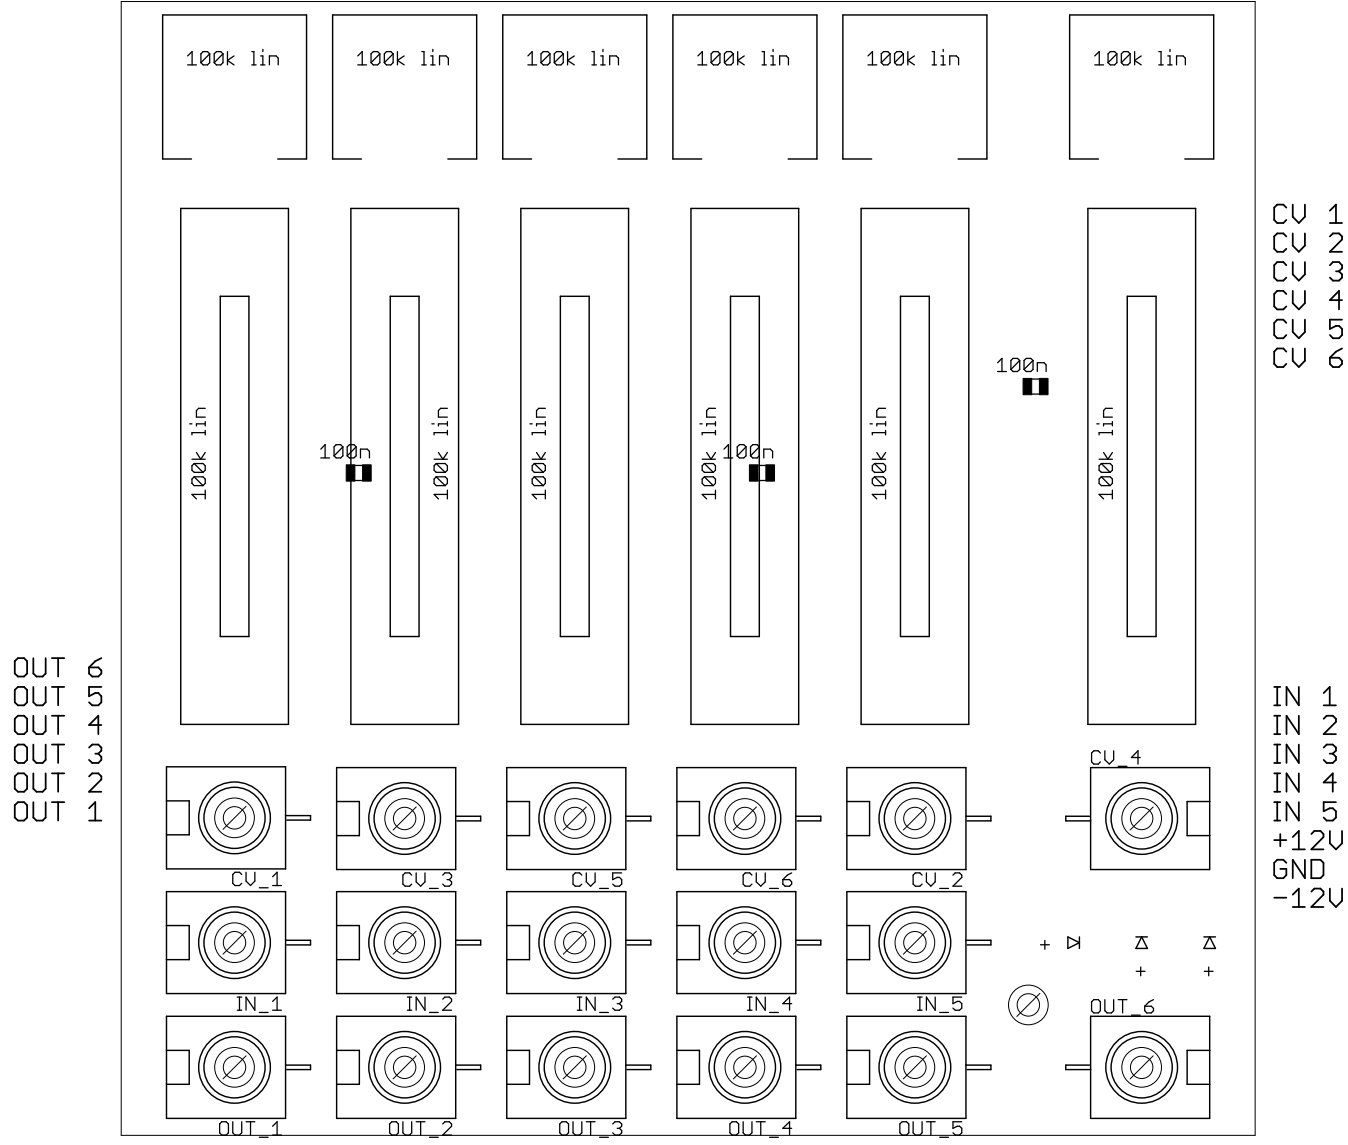 100k lin 100k lin 100k lin 100k lin 100k lin 100k lin
CV 1
CV 2
CV 3
CV 4
CV 5
CV 6
100n
100k lin 100k lin 100k lin 100k lin 100k lin 100k lin
100n 100n
OUT 6
OUT 5
OUT 4
OUT 3
OUT 2
OUT 1
IN 1
IN 2
IN 3
IN 4
IN 5
+12V
GND
-12V
CV_4
CV_1 CV_3 CV_5 CV_6 CV_2
+
+ +
IN_1 IN_2 IN_3 IN_4 IN_5 OUT_6
OUT_1 OUT_2 OUT_3 OUT_4 OUT_5